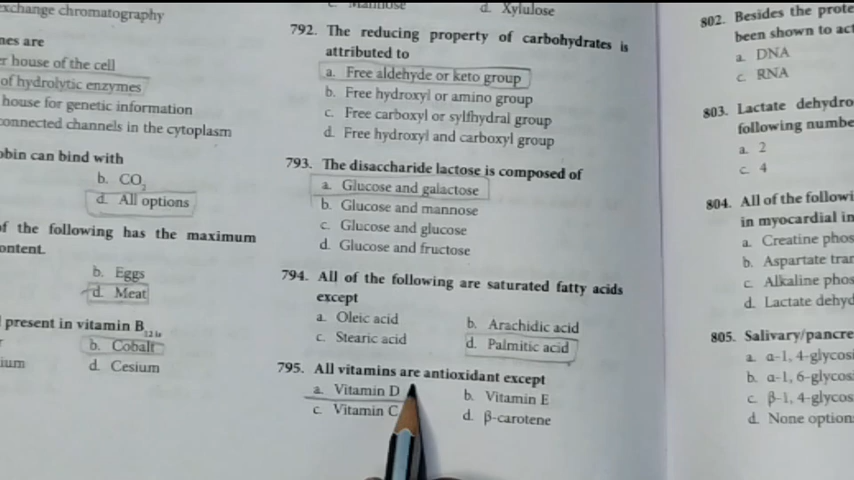 exchange chromatography
nes are
r house of the cell
of hydrolytic enzymes
house for genetic information
connected channels in the cytoplasm
obin can bind with
b. CO2
d. All options
of the following has the maximum
ontent.
b. Eggs
d. Meat
present in vitamin B12 is
b. Cobalt
ium
d. Cesium
c. Mannose
d. Xylulose
792. The reducing property of carbohydrates is
attributed to
a. Free aldehyde or keto group
b. Free hydroxyl or amino group
c. Free carboxyl or sylfhydral group
d. Free hydroxyl and carboxyl group
793. The disaccharide lactose is composed of
a. Glucose and galactose
b. Glucose and mannose
c. Glucose and glucose
d. Glucose and fructose
794. All of the following are saturated fatty acids
except
a. Oleic acid
b. Arachidic acid
c. Stearic acid
d. Palmitic acid
795. All vitamins are antioxidant except
a. Vitamin D
b. Vitamin E
c. Vitamin C
d. β-carotene
802. Besides the prote
been shown to act
a. DNA
c. RNA
803. Lactate dehydro
following numbe
a. 2
c. 4
804. All of the followi
in myocardial in
a. Creatine phos
b. Aspartate tran
c. Alkaline phos
d. Lactate dehyd
805. Salivary/pancre
a. α-1, 4-glycosi
b. α-1, 6-glycos
c. β-1, 4-glycos
d. None option